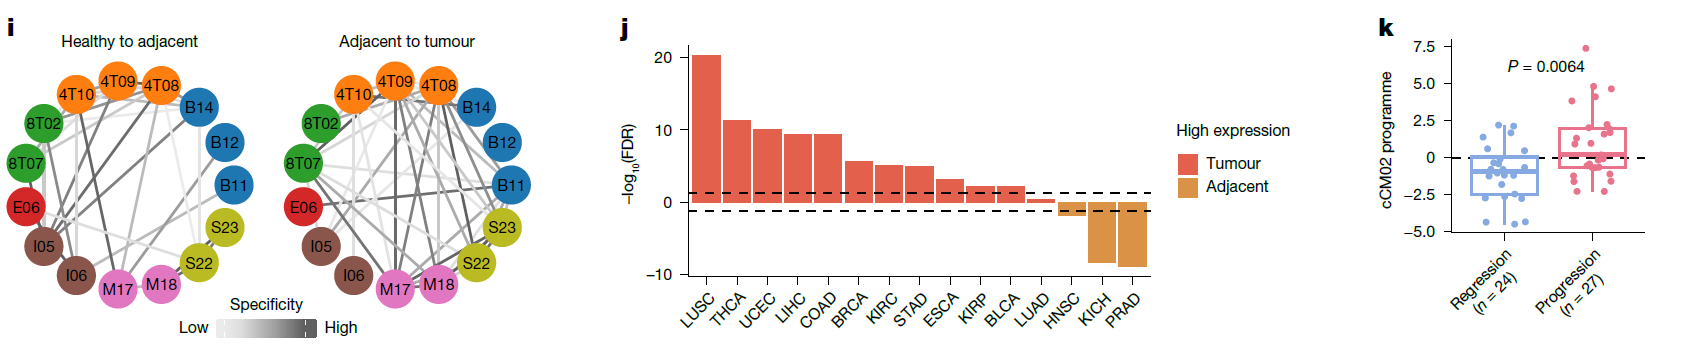 i
Healthy to adjacent
4T09
4T08
4T10
B14
8T02
B12
8T07
B11
E06
S23
I05
S22
I06
M18
M17
Adjacent to tumour
4T09
4T08
4T10
B14
8T02
B12
8T07
B11
E06
S23
I05
S22
I06
M18
M17
Specificity
Low High
j
−log10(FDR)
20
10
0
−10
LUSC THCA UCEC LIHC COAD BRCA KIRC STAD ESCA KIRP BLCA LUAD HNSC KICH PRAD
High expression
Tumour
Adjacent
k
cCM02 programme
7.5
5.0
2.5
0
−2.5
−5.0
P = 0.0064
Regression
(n = 24)
Progression
(n = 27)